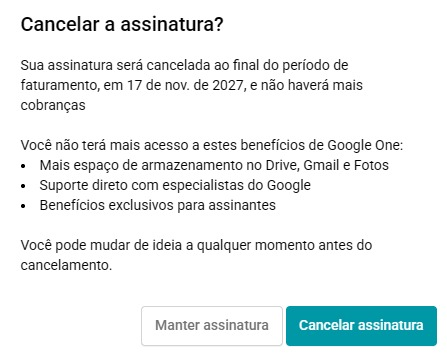 Cancelar a assinatura?
Sua assinatura será cancelada ao final do período de
faturamento, em 17 de nov. de 2027, e não haverá mais
cobranças
Você não terá mais acesso a estes benefícios de Google One:
• Mais espaço de armazenamento no Drive, Gmail e Fotos
• Suporte direto com especialistas do Google
• Benefícios exclusivos para assinantes
Você pode mudar de ideia a qualquer momento antes do
cancelamento.
Manter assinatura
Cancelar assinatura